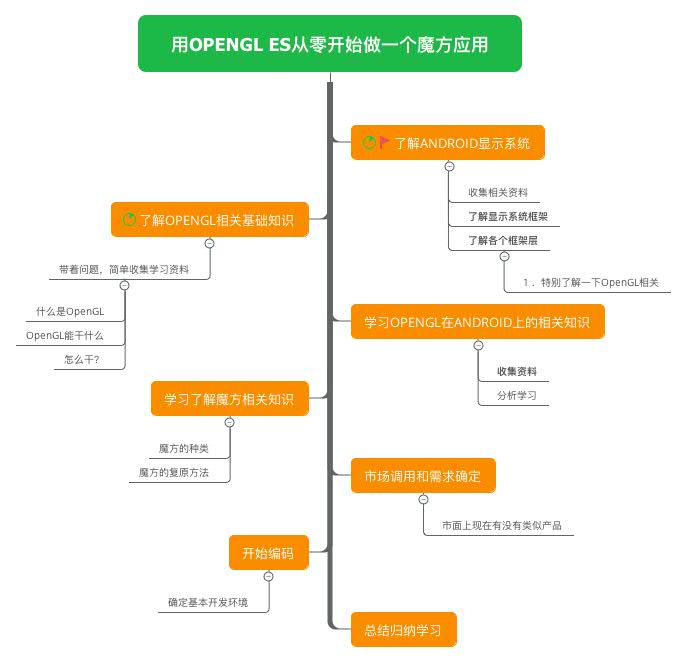 用OPENGL ES从零开始做一个魔方应用
了解ANDROID显示系统
收集相关资料
了解显示系统框架
了解各个框架层
1 .  特别了解一下OpenGL相关
了解OPENGL相关基础知识
带着问题，简单收集学习资料
什么是OpenGL
OpenGL能干什么
怎么干?
学习OPENGL在ANDROID上的相关知识
收集资料
分析学习
学习了解魔方相关知识
魔方的种类
魔方的复原方法
市场调用和需求确定
市面上现在有没有类似产品
开始编码
确定基本开发环境
总结归纳学习